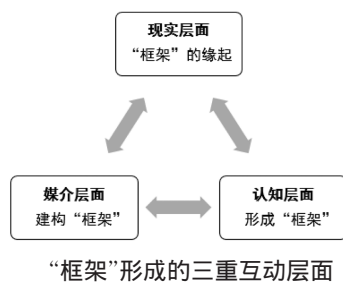 现实层面
“框架”的缘起
媒介层面
建构“框架”
认知层面
形成“框架”
“框架”形成的三重互动层面